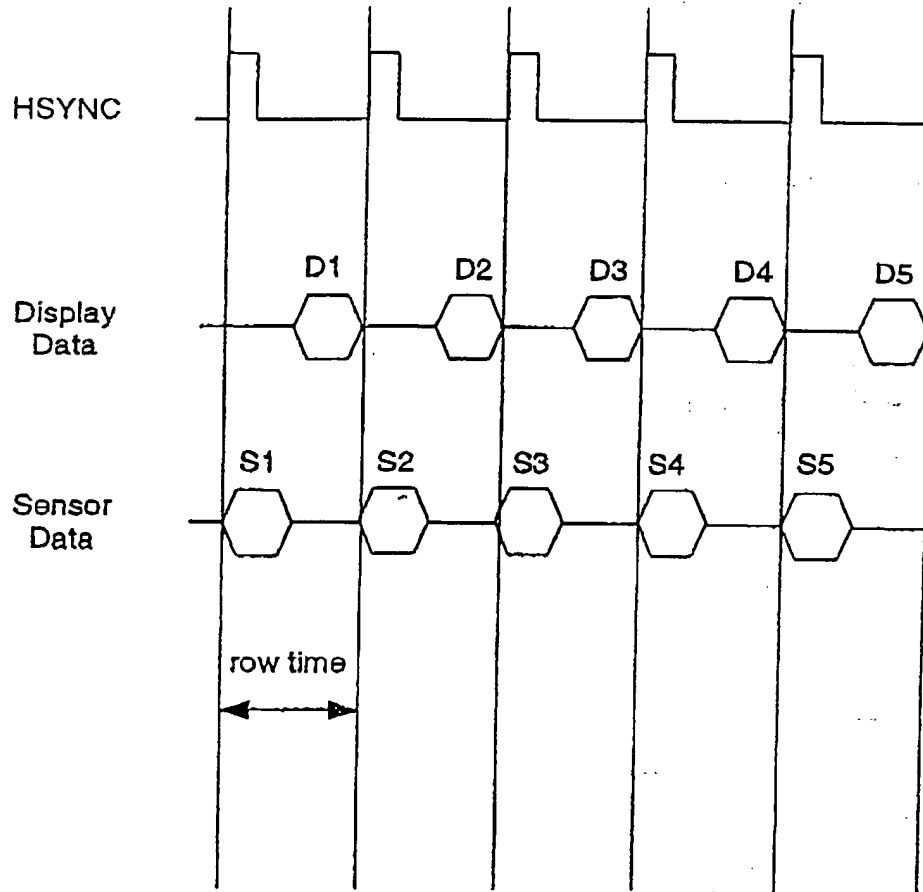 HSYNC
D1 D2 D3 D4 D5
Display
Data
S1 S2 S3 S4 S5
Sensor
Data
row time